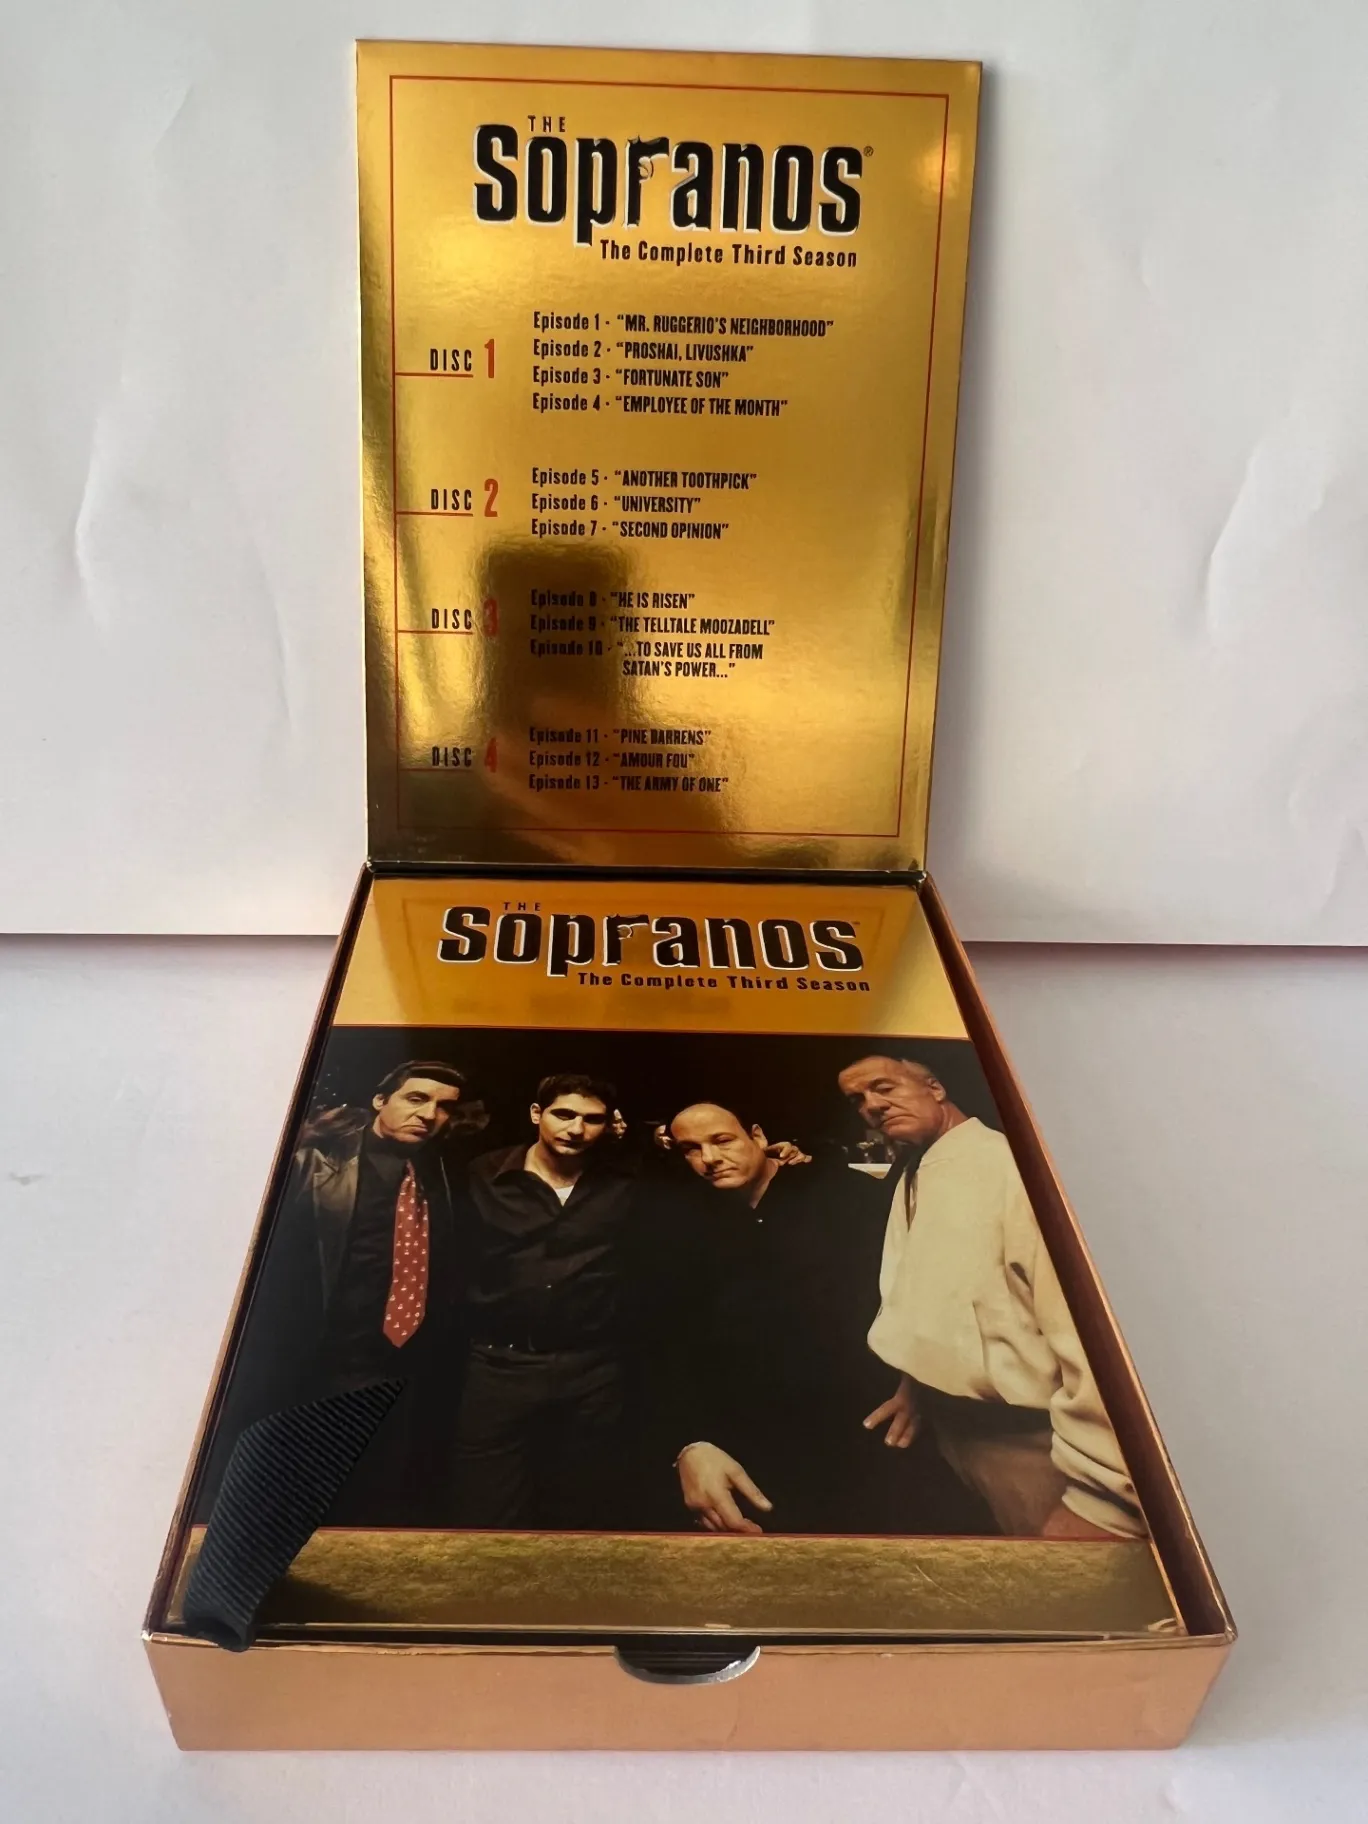 THE
Sopranos®
The Complete Third Season
DISC 1
Episode 1 - "MR. RUGGERIO'S NEIGHBORHOOD"
Episode 2 - "PROSHAI, LIVUSHKA"
Episode 3 - "FORTUNATE SON"
Episode 4 - "EMPLOYEE OF THE MONTH"
DISC 2
Episode 5 - "ANOTHER TOOTHPICK"
Episode 6 - "UNIVERSITY"
Episode 7 - "SECOND OPINION"
DISC 3
Episode 8 - "HE IS RISEN"
Episode 9 - "THE TELLTALE MOOZADELL"
Episode 10 - "...TO SAVE US ALL FROM
SATAN'S POWER..."
DISC 4
Episode 11 - "PINE BARRENS"
Episode 12 - "AMOUR FOU"
Episode 13 - "THE ARMY OF ONE"
THE
Sopranos
The Complete Third Season